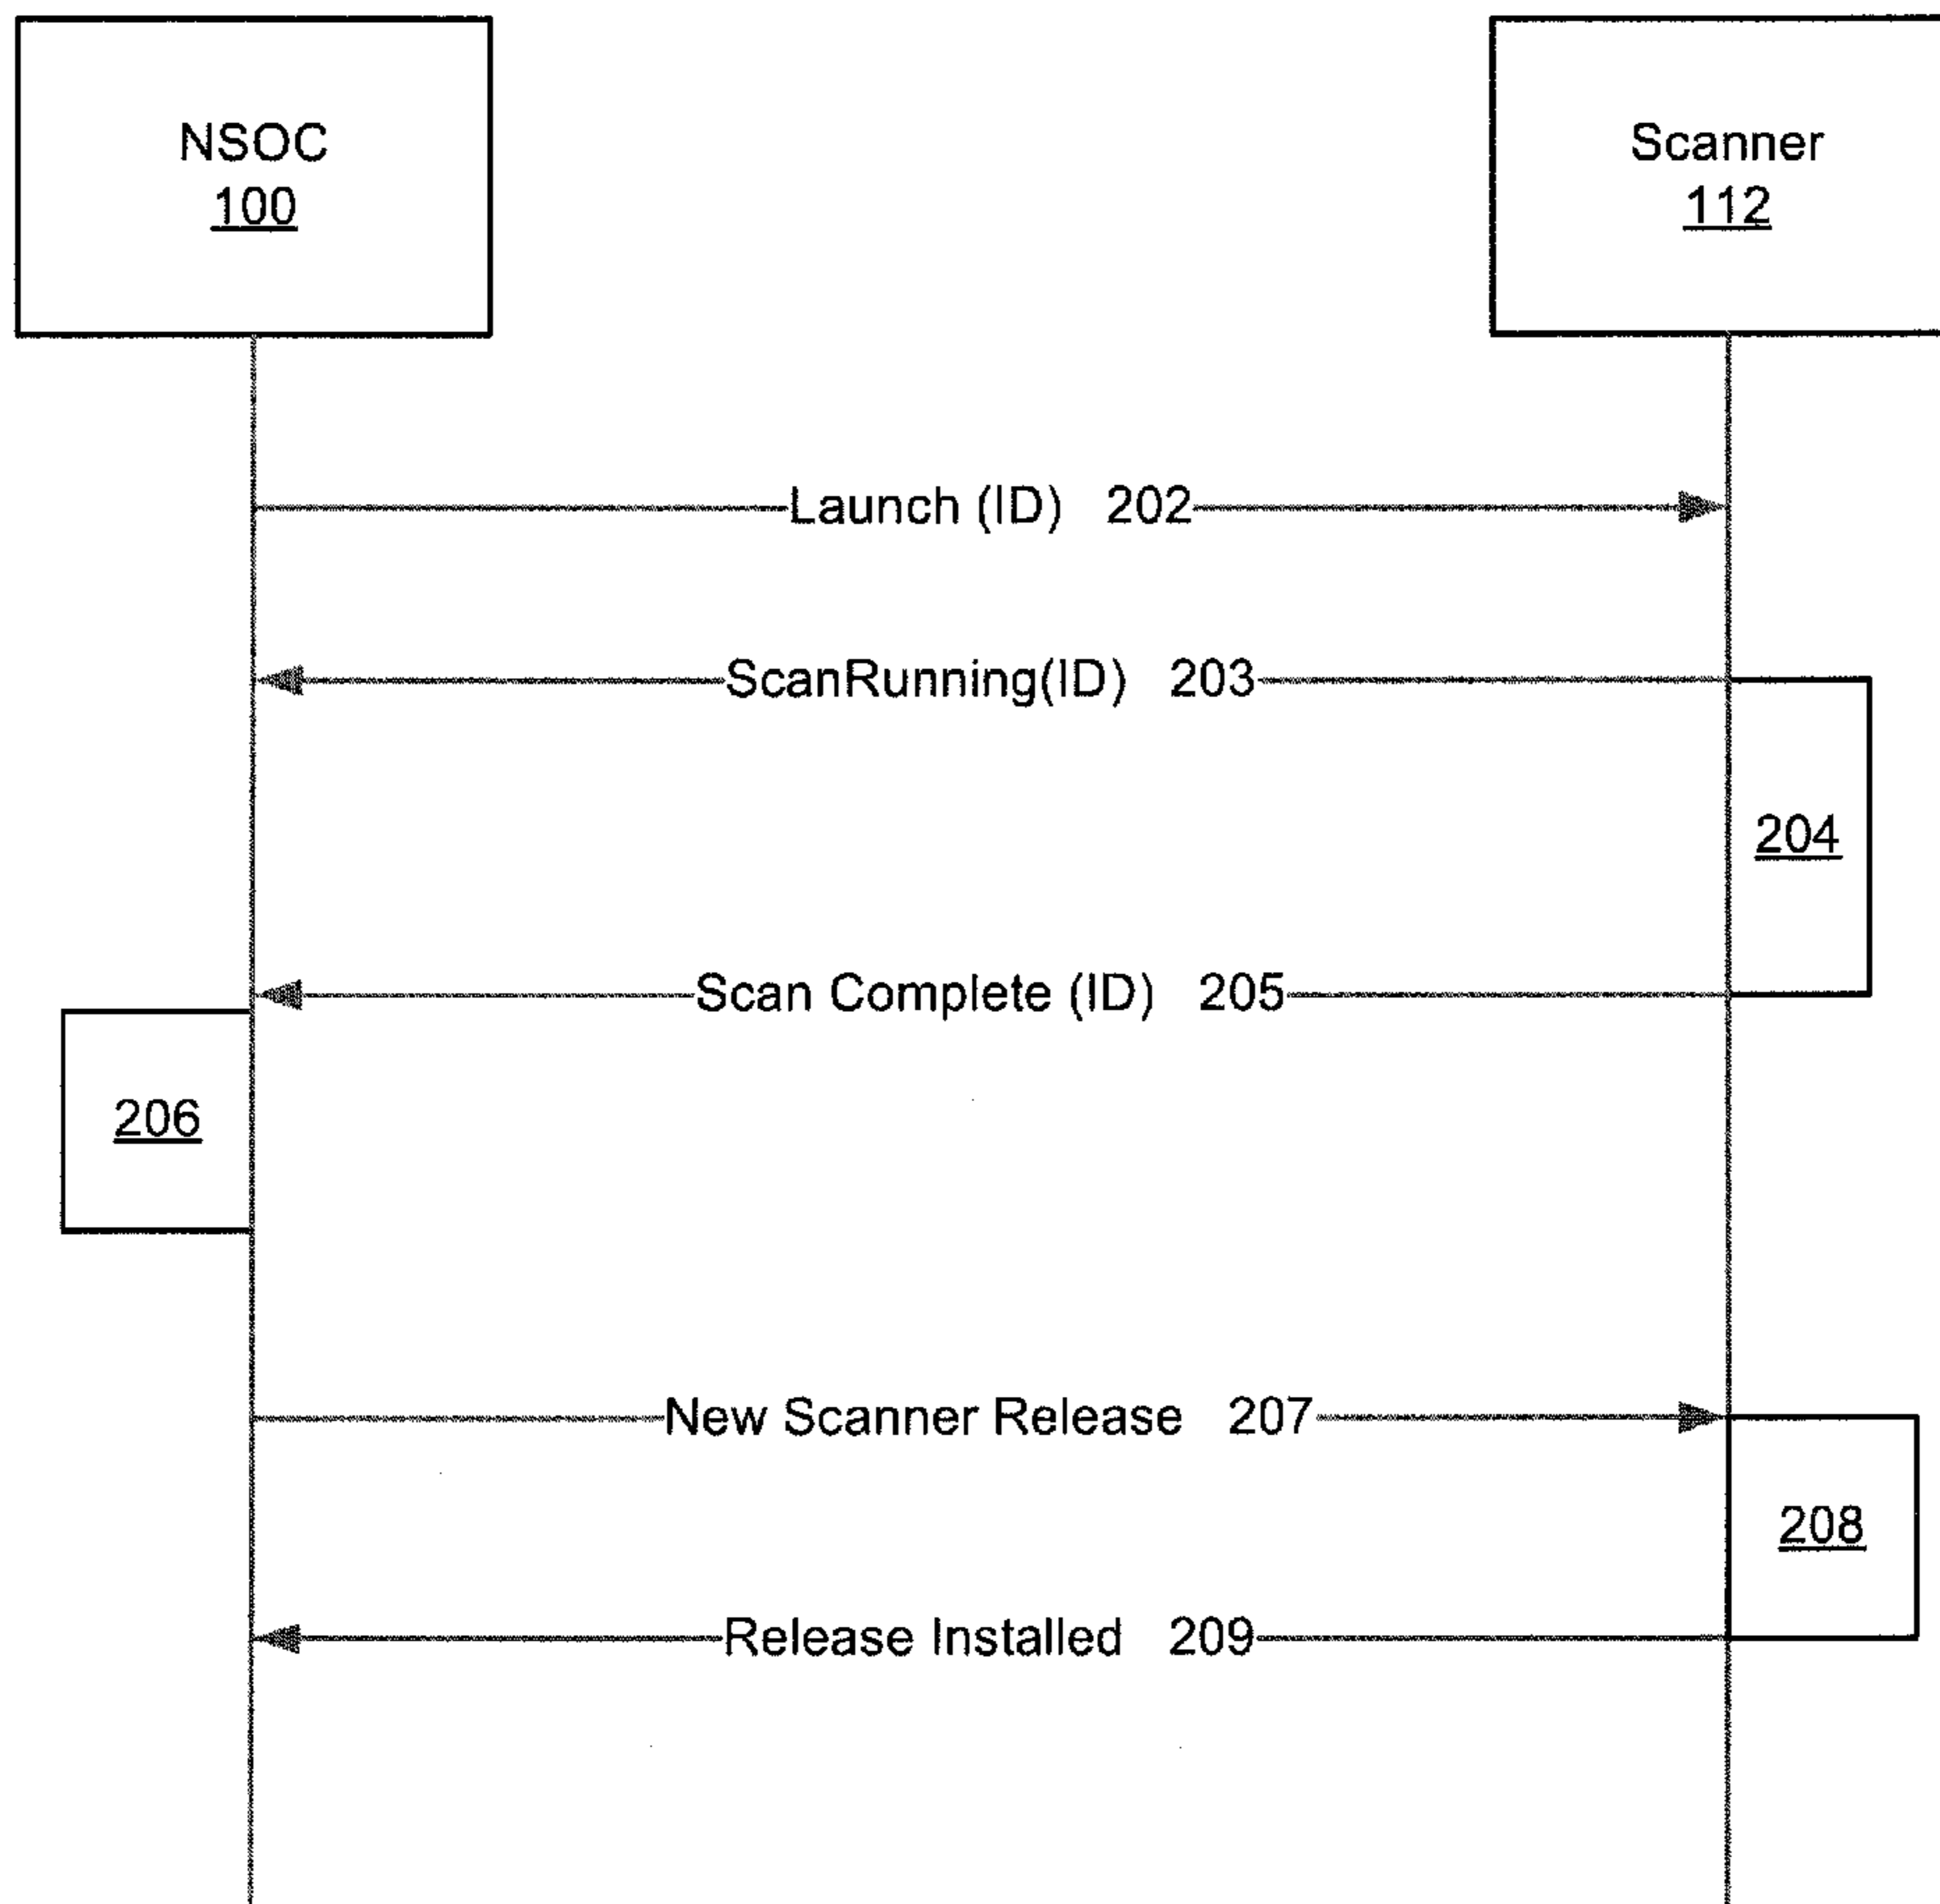 NSOC
100
Scanner
112
Launch (ID) 202
ScanRunning(ID) 203
204
Scan Complete (ID) 205
206
New Scanner Release 207
208
Release Installed 209